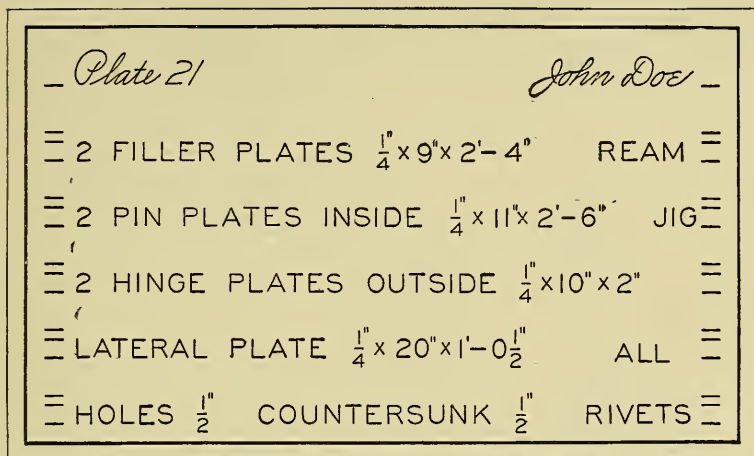 Plate 21 John Doe
2 FILLER PLATES 1/4" x 9" x 2'-4" REAM
2 PIN PLATES INSIDE 1/4" x 11" x 2'-6" JIG
2 HINGE PLATES OUTSIDE 1/4" x 10" x 2"
LATERAL PLATE 1/4" x 20" x 1'-0 1/2" ALL
HOLES 1/2" COUNTERSUNK 1/2" RIVETS